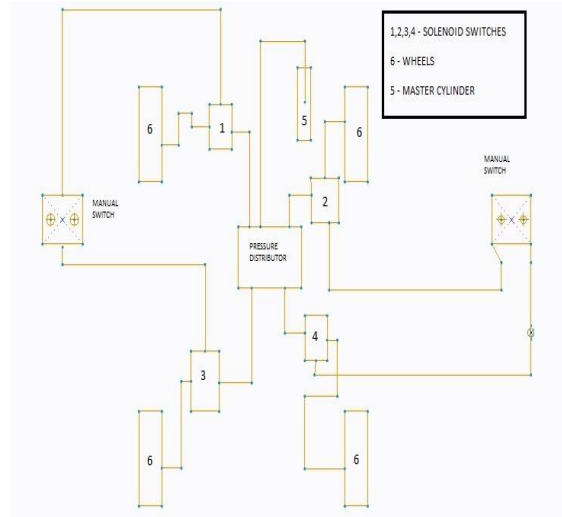 1,2,3,4 - SOLENOID SWITCHES
6 - WHEELS
5 - MASTER CYLINDER
6
1
5
6
MANUAL
SWITCH
MANUAL
SWITCH
2
PRESSURE
DISTRIBUTOR
4
3
6
6